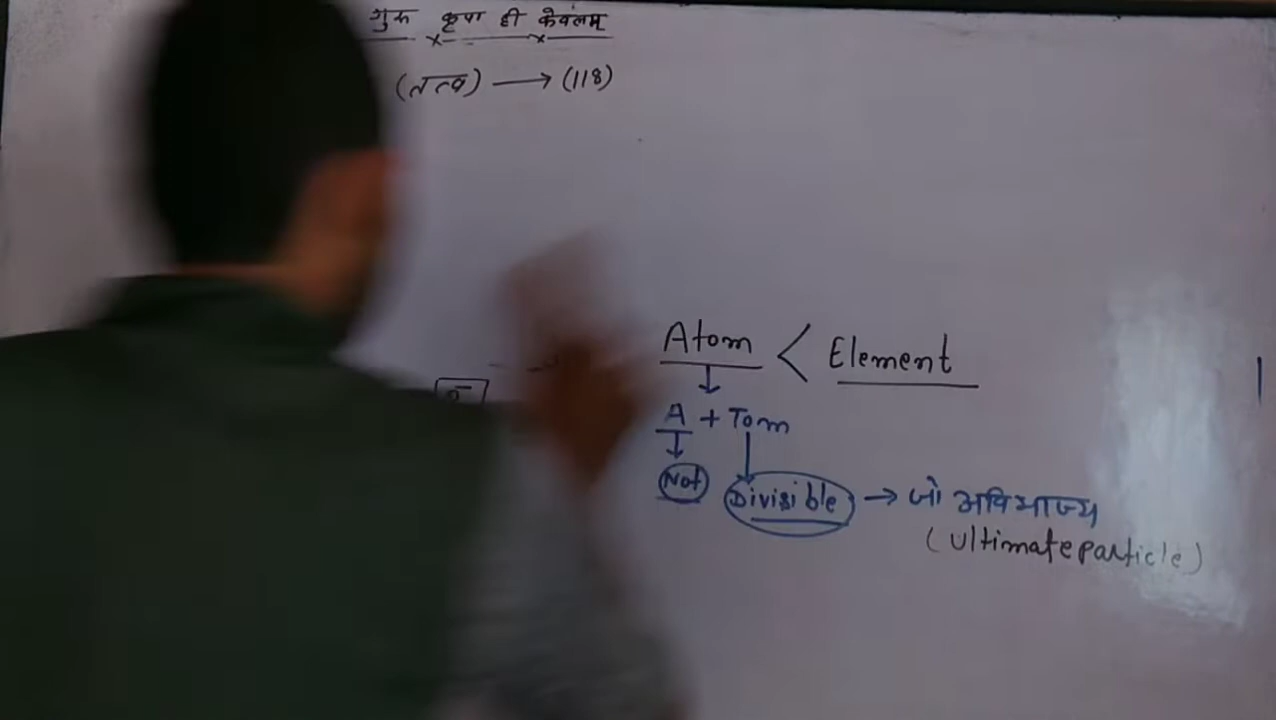 गुरु कृपा ही केवलम्
(तत्व) → (118)
Atom < Element
A + Tom
Not Divisible → जो अविभाज्य
(Ultimate particle)